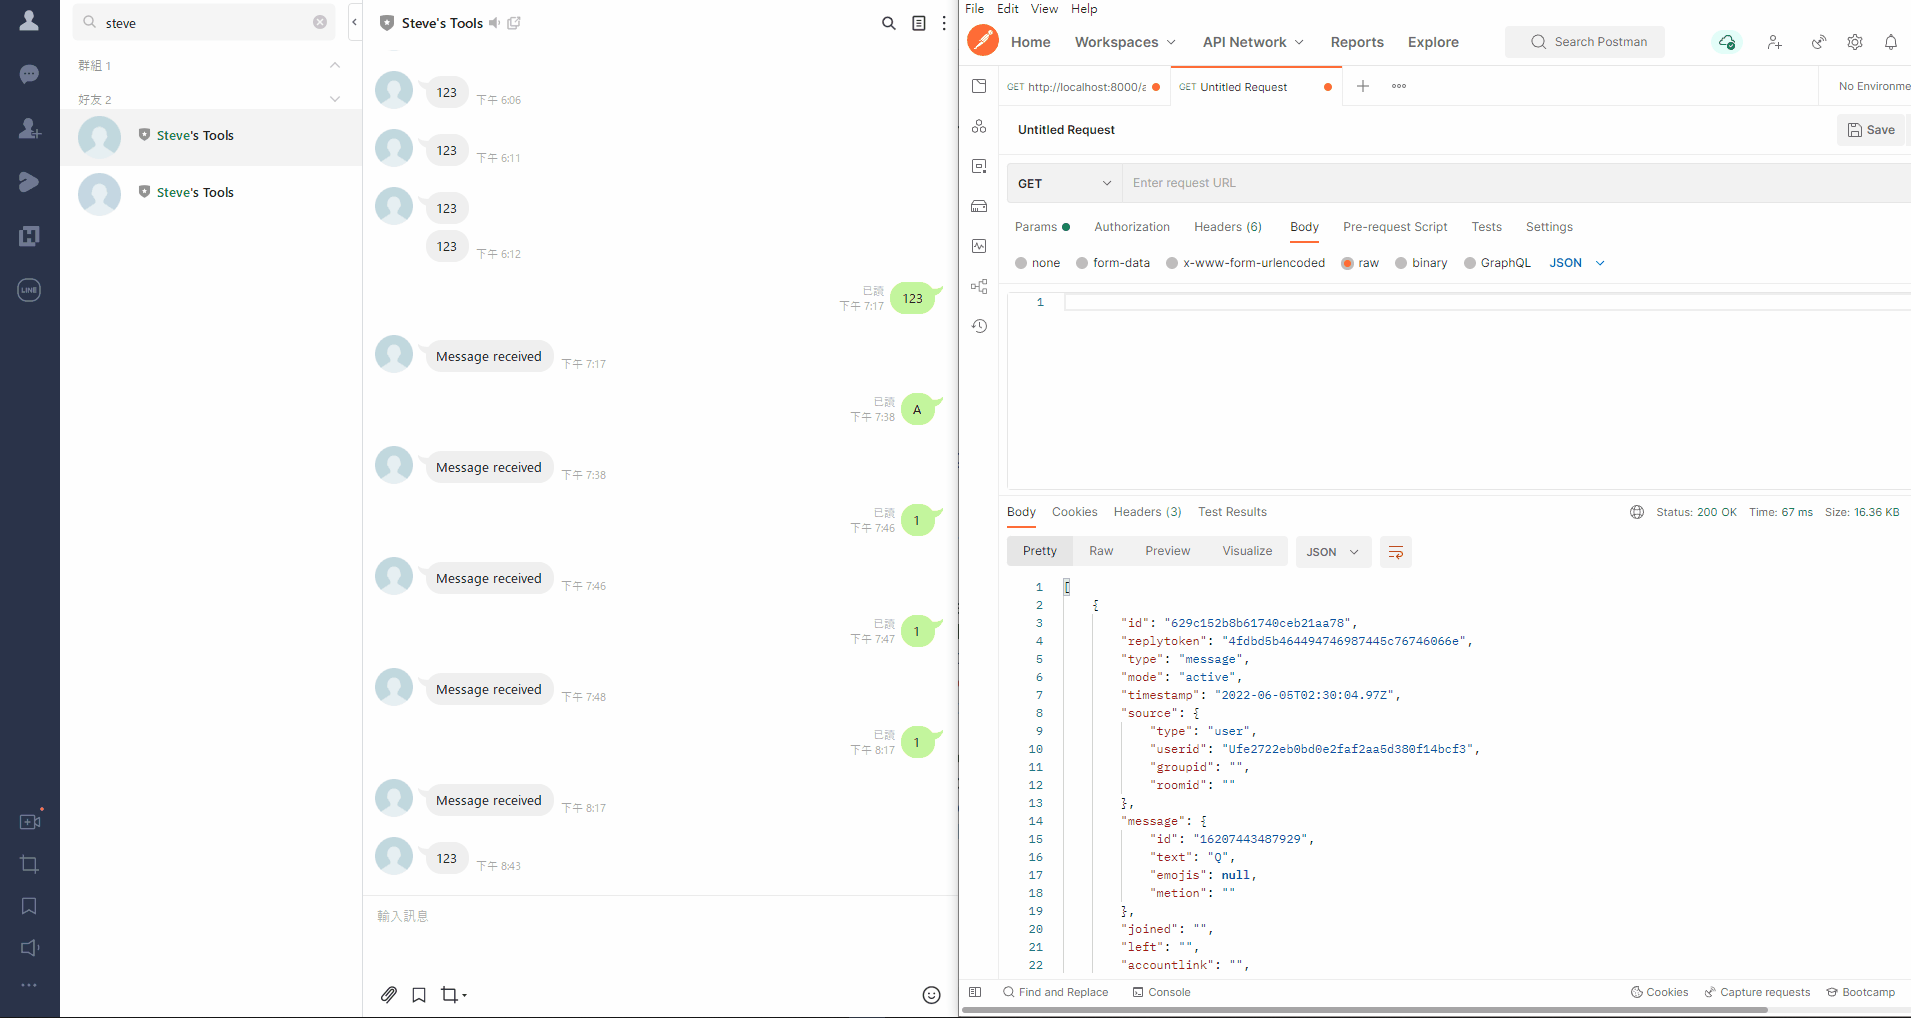 steve
群組 1
好友 2
Steve's Tools
Steve's Tools
LINE
Steve's Tools
123
下午 6:06
123
下午 6:11
123
123
下午 6:12
已讀
下午 7:17
123
Message received
下午 7:17
已讀
下午 7:38
A
Message received
下午 7:38
已讀
下午 7:46
1
Message received
下午 7:46
已讀
下午 7:47
1
Message received
下午 7:48
已讀
下午 8:17
1
Message received
下午 8:17
123
下午 8:43
輸入訊息
File Edit View Help
Home Workspaces API Network Reports Explore Search Postman
GET http://localhost:8000/a GET Untitled Request No Environme
Untitled Request Save
GET Enter request URL
Params Authorization Headers (6) Body Pre-request Script Tests Settings
none form-data x-www-form-urlencoded raw binary GraphQL JSON
1
Body Cookies Headers (3) Test Results Status: 200 OK Time: 67 ms Size: 16.36 KB
Pretty Raw Preview Visualize JSON
1 [
2 {
3 "id": "629c152b8b61740ceb21aa78",
4 "replytoken": "4fdbd5b464494746987445c76746066e",
5 "type": "message",
6 "mode": "active",
7 "timestamp": "2022-06-05T02:30:04.97Z",
8 "source": {
9 "type": "user",
10 "userid": "Ufe2722eb0bd0e2faf2aa5d380f14bcf3",
11 "groupid": "",
12 "roomid": ""
13 },
14 "message": {
15 "id": "16207443487929",
16 "text": "Q",
17 "emojis": null,
18 "metion": ""
19 },
20 "joined": "",
21 "left": "",
22 "accountlink": "",
Find and Replace Console Cookies Capture requests Bootcamp